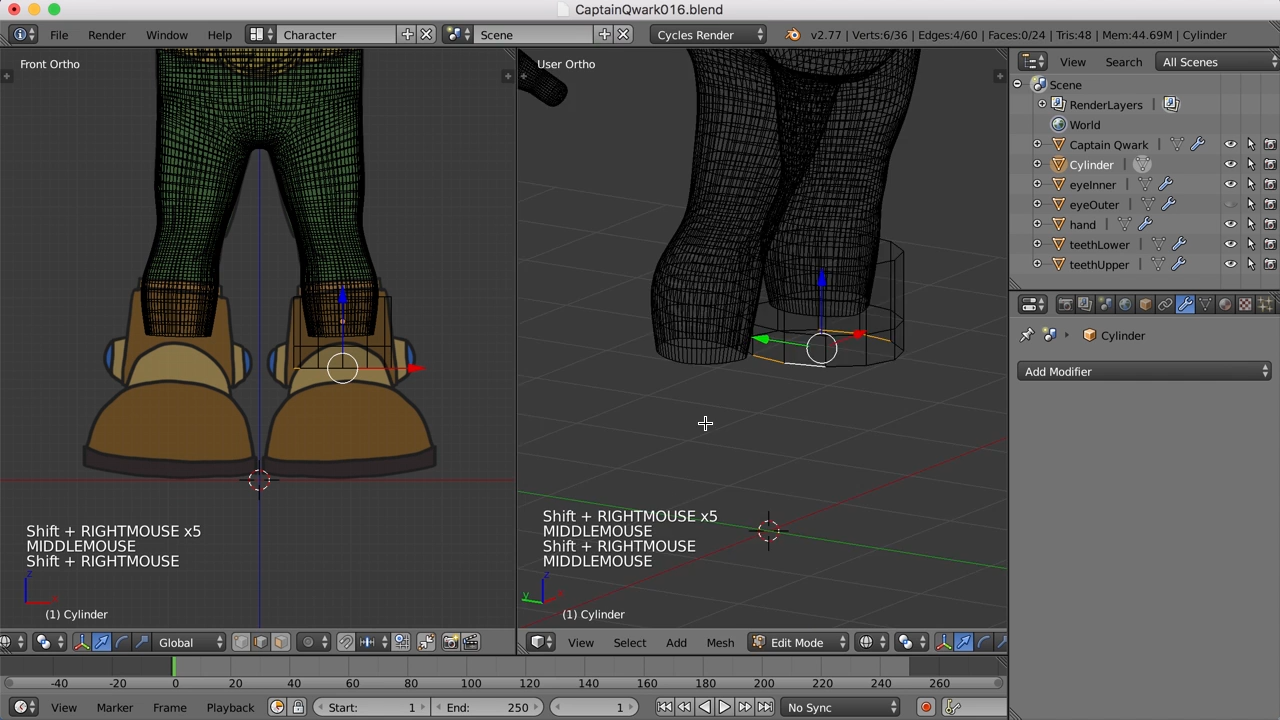 CaptainQwark016.blend
File Render Window Help Character Scene Cycles Render v2.77 | Verts:6/36 | Edges:4/60 | Faces:0/24 | Tris:48 | Mem:44.69M | Cylinder
Front Ortho
User Ortho
View Search All Scenes
Scene
RenderLayers
World
Captain Qwark
Cylinder
eyeInner
eyeOuter
hand
teethLower
teethUpper
Cylinder
Add Modifier
Shift + RIGHTMOUSE x5
MIDDLEMOUSE
Shift + RIGHTMOUSE
z
(1) Cylinder
Shift + RIGHTMOUSE x5
MIDDLEMOUSE
Shift + RIGHTMOUSE
MIDDLEMOUSE
z
y
(1) Cylinder
Global
View Select Add Mesh Edit Mode
-40 -20 0 20 40 60 80 100 120 140 160 180 200 220 240 260
View Marker Frame Playback Start: 1 End: 250 1 No Sync